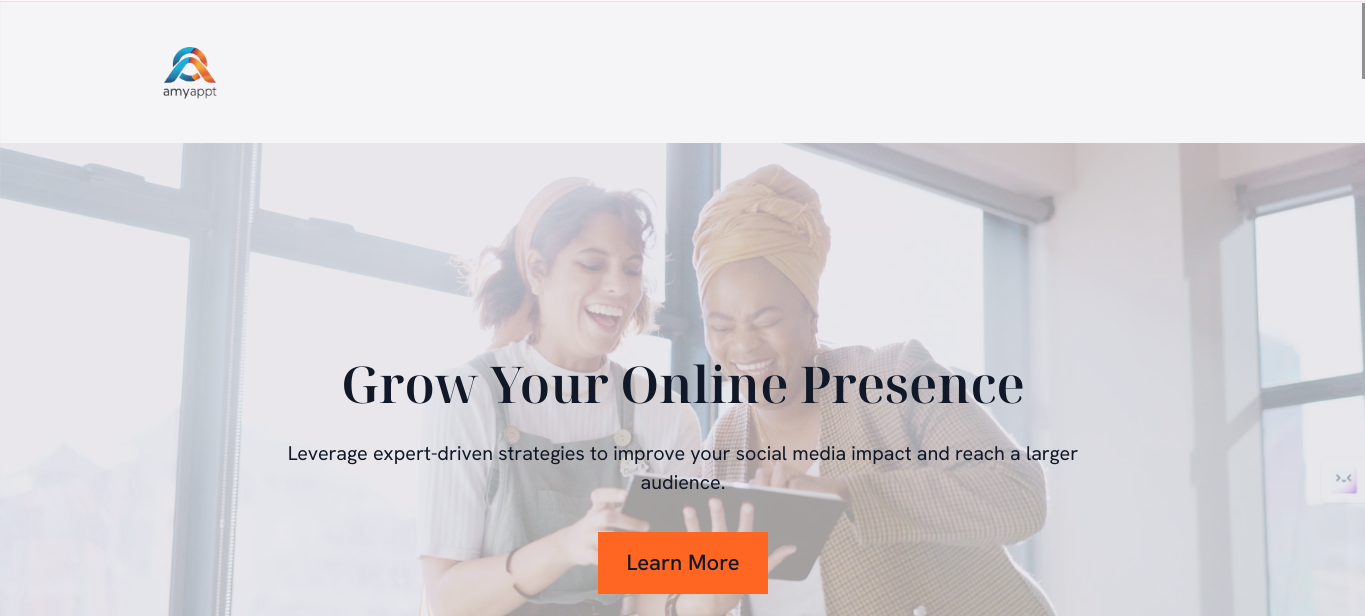 amyappt
Grow Your Online Presence
Leverage expert-driven strategies to improve your social media impact and reach a larger
audience.
Learn More